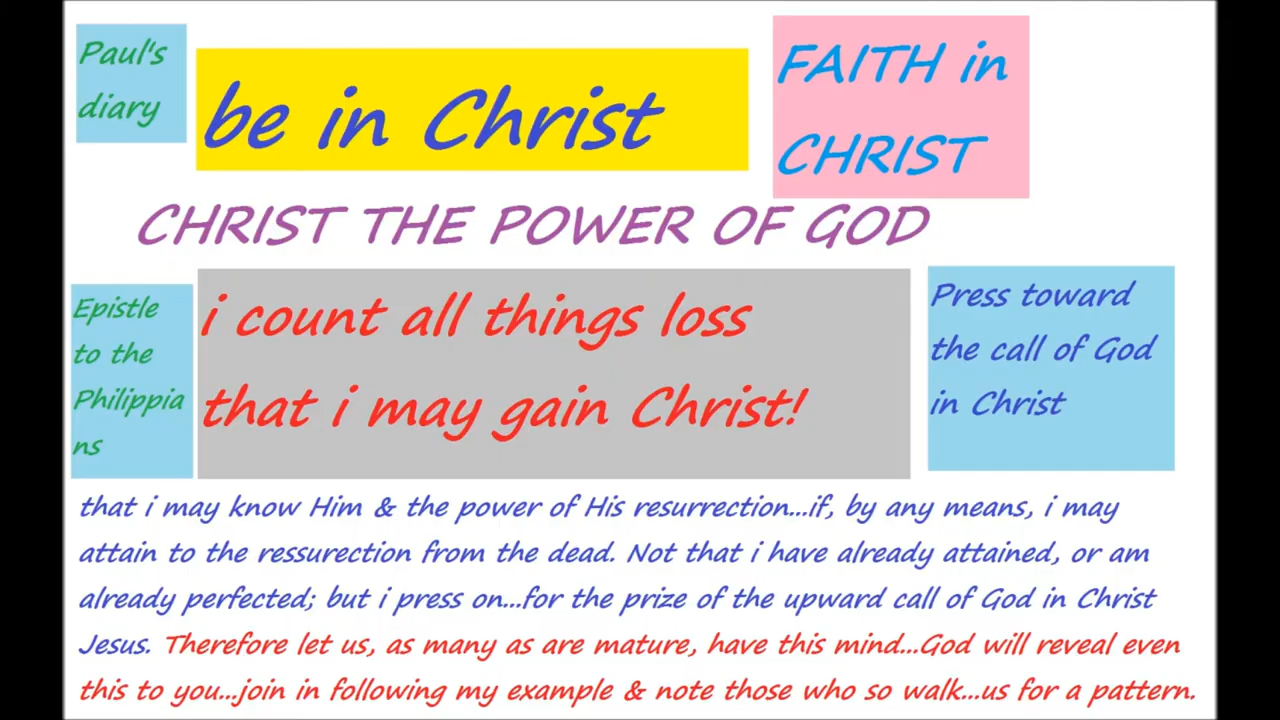 Paul's
diary
be in Christ
FAITH in
CHRIST
CHRIST THE POWER OF GOD
Epistle
to the
Philippia
ns
i count all things loss
that i may gain Christ!
Press toward
the call of God
in Christ
that i may know Him & the power of His resurrection...if, by any means, i may
attain to the ressurection from the dead. Not that i have already attained, or am
already perfected; but i press on...for the prize of the upward call of God in Christ
Jesus. Therefore let us, as many as are mature, have this mind...God will reveal even
this to you...join in following my example & note those who so walk...us for a pattern.